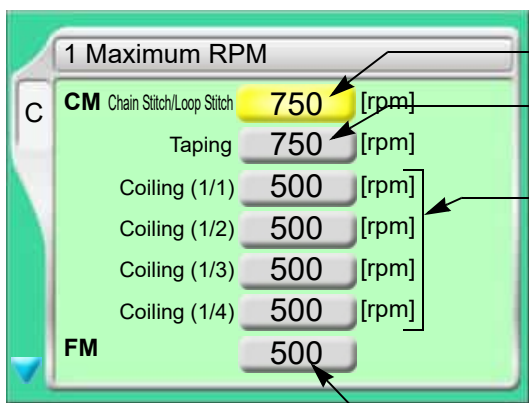 1 Maximum RPM
C
CM Chain Stitch/Loop Stitch 750 [rpm]
Taping 750 [rpm]
Coiling (1/1) 500 [rpm]
Coiling (1/2) 500 [rpm]
Coiling (1/3) 500 [rpm]
Coiling (1/4) 500 [rpm]
FM 500